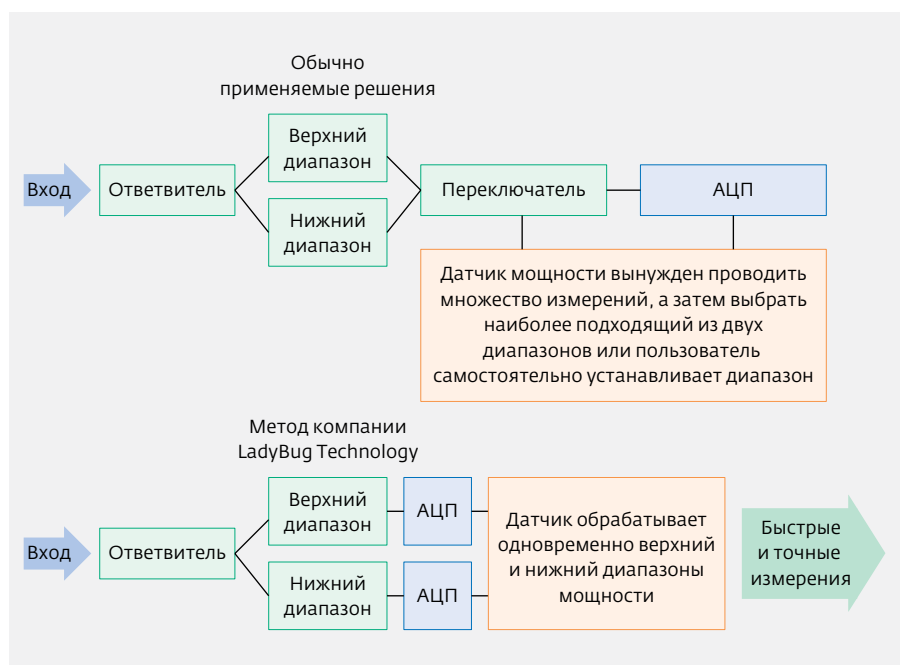 Обычно
применяемые решения
Верхний
диапазон
Вход
Ответвитель
Переключатель
АЦП
Нижний
диапазон
Датчик мощности вынужден проводить
множество измерений, а затем выбрать
наиболее подходящий из двух
диапазонов или пользователь
самостоятельно устанавливает диапазон
Метод компании
LadyBug Technology
Верхний
диапазон
АЦП
Вход
Ответвитель
Нижний
диапазон
АЦП
Датчик обрабатывает
одновременно верхний
и нижний диапазоны
мощности
Быстрые
и точные
измерения